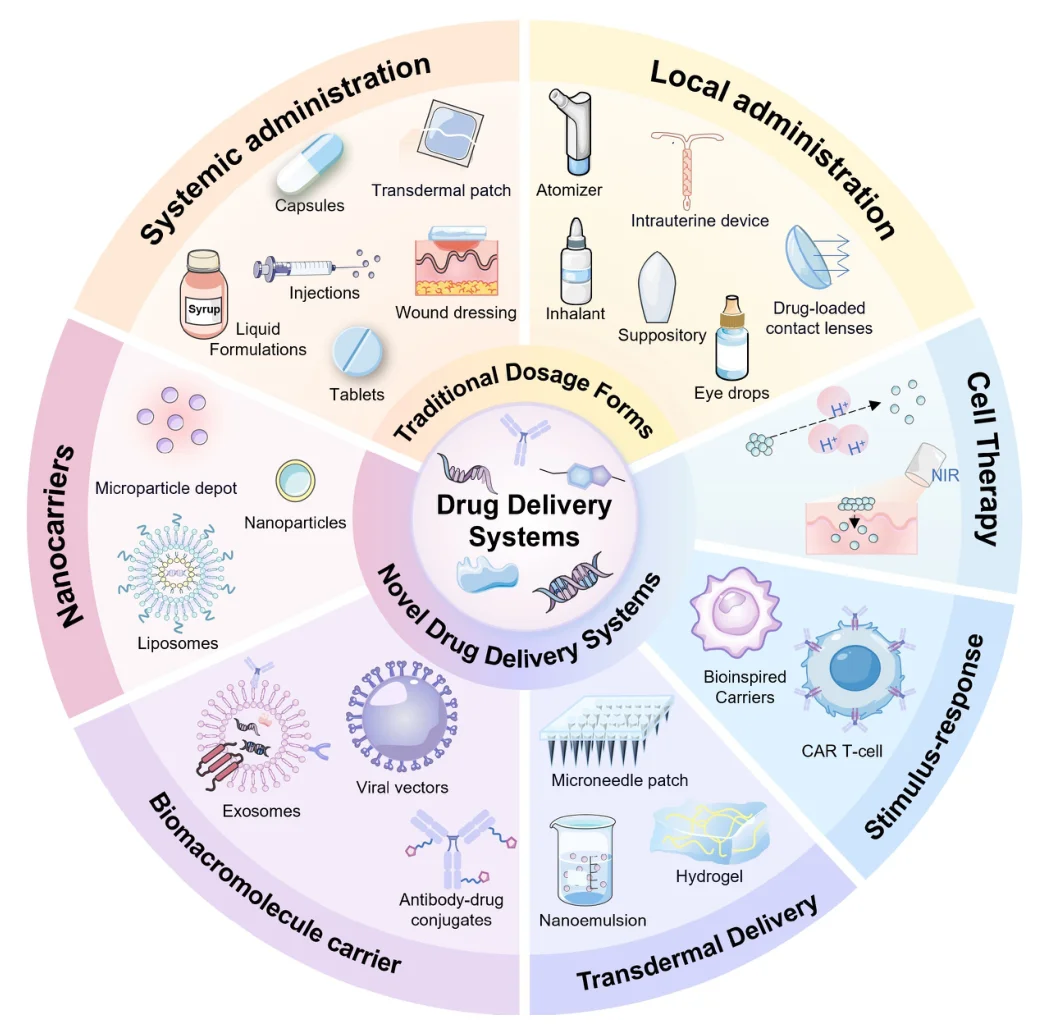 Systemic administration
Capsules
Transdermal patch
Syrup
Liquid
Formulations
Injections
Wound dressing
Tablets
Local administration
Atomizer
Intrauterine device
Inhalant
Suppository
Drug-loaded
contact lenses
Eye drops
Traditional Dosage Forms
Drug Delivery
Systems
Novel Drug Delivery Systems
Cell Therapy
H+
H+
H+
NIR
Stimulus-response
Bioinspired
Carriers
CAR T-cell
Transdermal Delivery
Microneedle patch
Hydrogel
Nanoemulsion
Biomacromolecule carrier
Exosomes
Viral vectors
Antibody-drug
conjugates
Nanocarriers
Microparticle depot
Nanoparticles
Liposomes